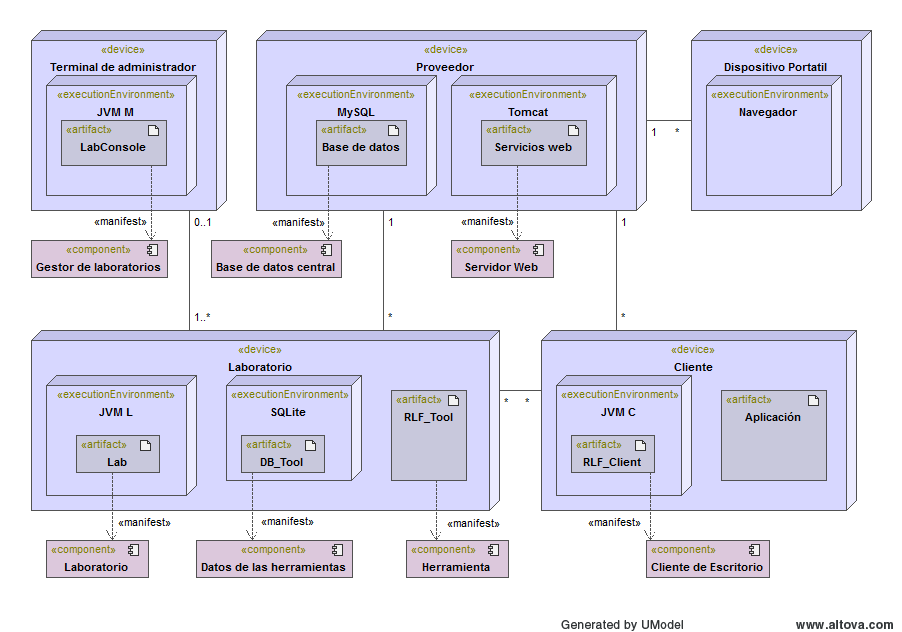 «device»
Terminal de administrador
«executionEnvironment»
JVM M
«artifact»
LabConsole
«device»
Proveedor
«executionEnvironment»
MySQL
«artifact»
Base de datos
«executionEnvironment»
Tomcat
«artifact»
Servicios web
«device»
Dispositivo Portatil
«executionEnvironment»
Navegador
1 *
«manifest»
0..1
«manifest»
1
«manifest»
1
«component»
Gestor de laboratorios
«component»
Base de datos central
«component»
Servidor Web
1..*
*
*
«device»
Laboratorio
«executionEnvironment»
JVM L
«artifact»
Lab
«executionEnvironment»
SQLite
«artifact»
DB_Tool
«artifact»
RLF_Tool
* *
«device»
Cliente
«executionEnvironment»
JVM C
«artifact»
RLF_Client
«artifact»
Aplicación
«manifest»
«manifest»
«manifest»
«manifest»
«component»
Laboratorio
«component»
Datos de las herramientas
«component»
Herramienta
«component»
Cliente de Escritorio
Generated by UModel
www.altova.com